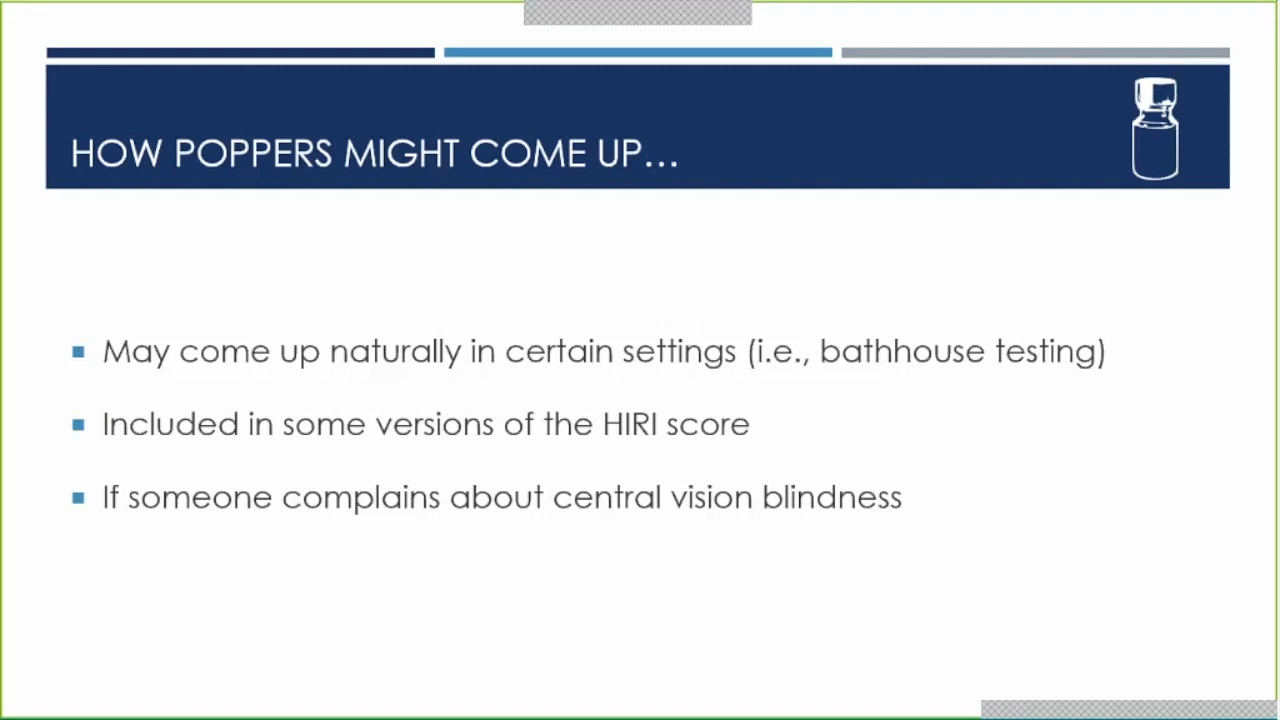 HOW POPPERS MIGHT COME UP…
May come up naturally in certain settings (i.e., bathhouse testing)
Included in some versions of the HIRI score
If someone complains about central vision blindness